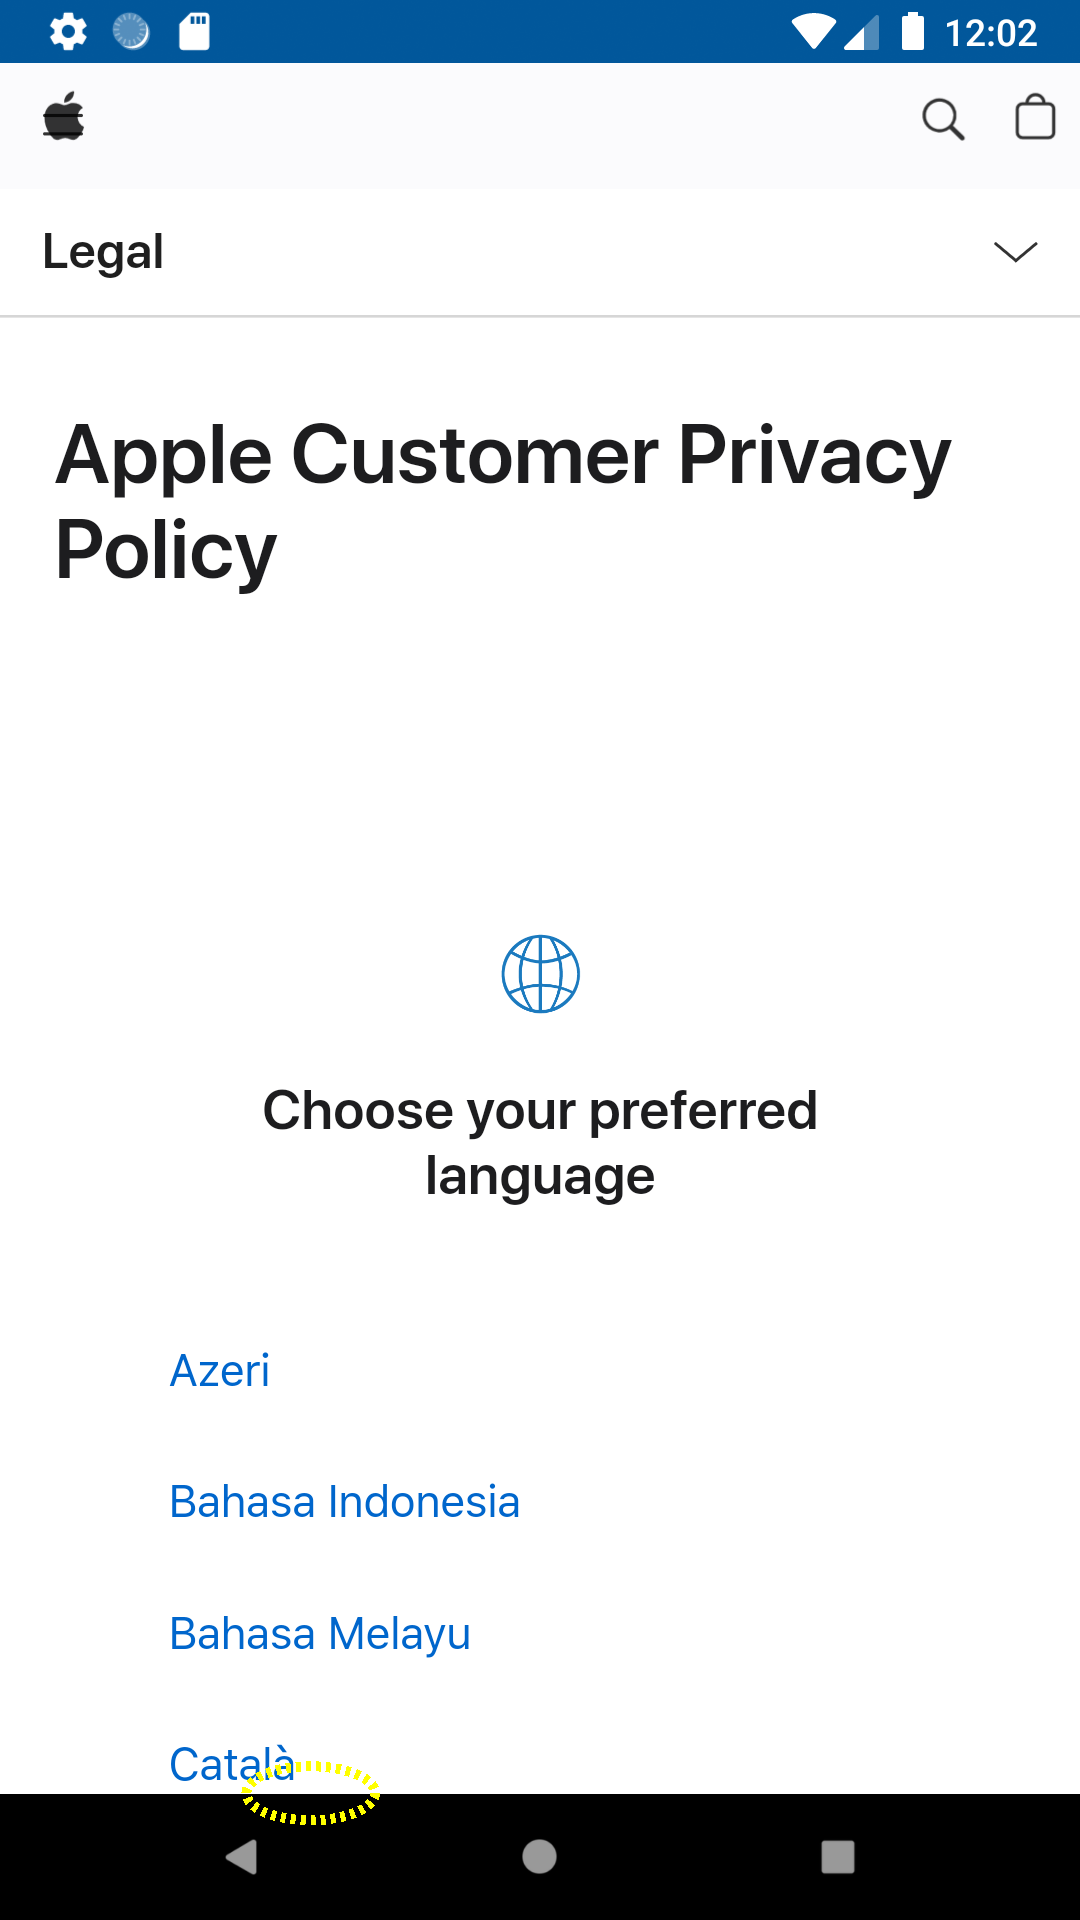 12:02
Legal
Apple Customer Privacy
Policy
Choose your preferred
language
Azeri
Bahasa Indonesia
Bahasa Melayu
Català